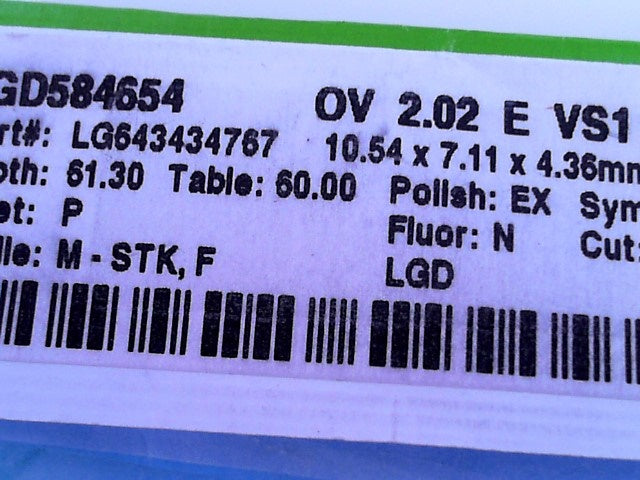 GD584654 OV 2.02 E VS1
rt#: LG643434767 10.54 x 7.11 x 4.36mm
pth: 61.30 Table: 60.00 Polish: EX Sym
et: P Fluor: N Cut:
dle: M - STK, F LGD